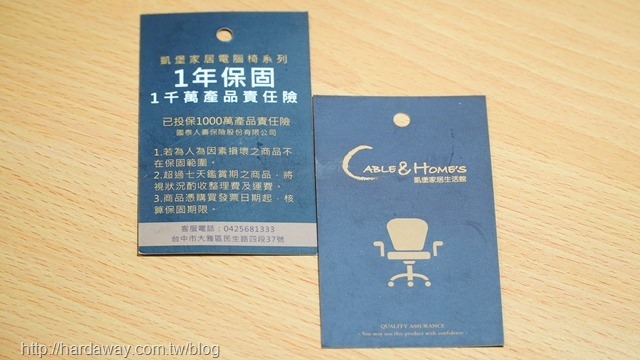 凱堡家居電腦椅系列
1年保固
1千萬產品責任險
已投保1000萬產品責任險
國泰人壽保險股份有限公司
1.若為人為因素損壞之商品不
在保固範圍。
2.超過七天鑑賞期之商品，將
視狀況酌收整理費及運費。
3.商品憑購買發票日期起，核
算保固期限。
客服電話：0425681333
台中市大雅區民生路四段37號
CABLE & HOME'S
凱堡家居生活館
QUALITY ASSURANCE
- You may use this product with confidence -
http://hardaway.com.tw/blog